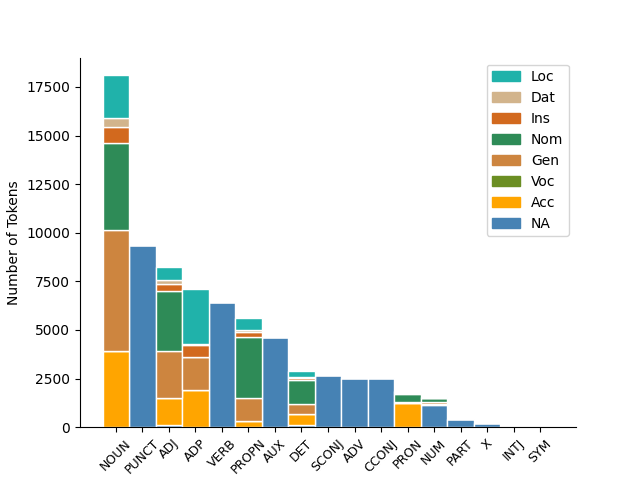 Number of Tokens
17500
15000
12500
10000
7500
5000
2500
0
Loc
Dat
Ins
Nom
Gen
Voc
Acc
NA
NOUN
PUNCT
ADJ
ADP
VERB
PROPN
AUX
DET
SCONJ
ADV
CCONJ
PRON
NUM
PART
X
INTJ
SYM